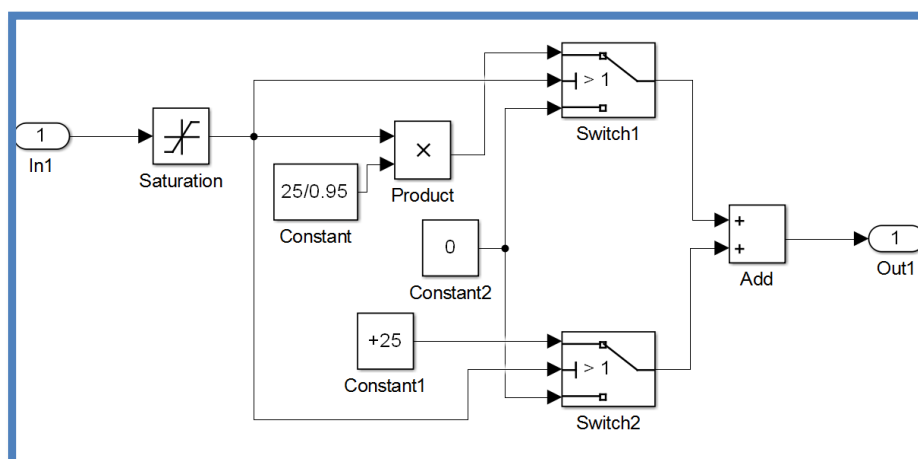 1
In1
Saturation
25/0.95
Constant
×
Product
> 1
Switch1
0
Constant2
+25
Constant1
> 1
Switch2
+
+
Add
1
Out1